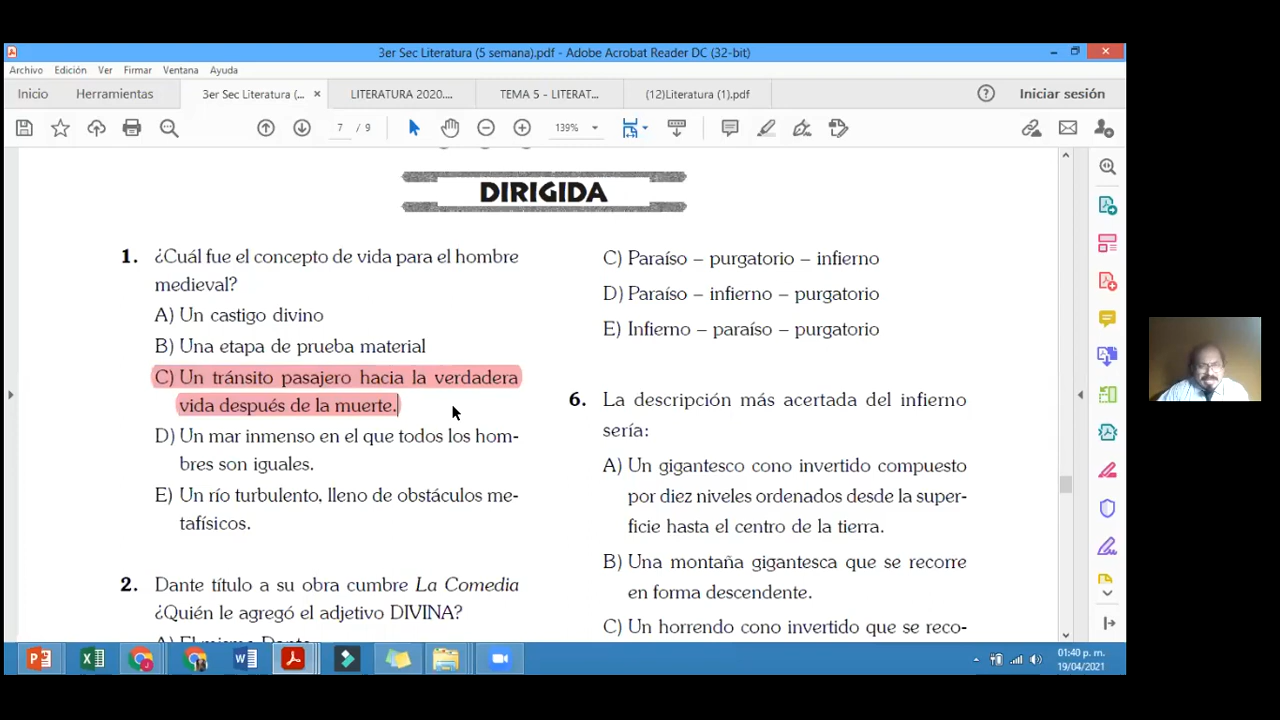 3er Sec Literatura (5 semana).pdf - Adobe Acrobat Reader DC (32-bit)
Archivo Edición Ver Firmar Ventana Ayuda
Inicio Herramientas 3er Sec Literatura (... × LITERATURA 2020.... TEMA 5 - LITERAT... (12)Literatura (1).pdf Iniciar sesión
7 / 9 139%
DIRIGIDA
1. ¿Cuál fue el concepto de vida para el hombre
medieval?
A) Un castigo divino
B) Una etapa de prueba material
C) Un tránsito pasajero hacia la verdadera
vida después de la muerte.
D) Un mar inmenso en el que todos los hom-
bres son iguales.
E) Un río turbulento, lleno de obstáculos me-
tafísicos.
2. Dante título a su obra cumbre La Comedia
¿Quién le agregó el adjetivo DIVINA?
A) El mismo Dante
C) Paraíso – purgatorio – infierno
D) Paraíso – infierno – purgatorio
E) Infierno – paraíso – purgatorio
6. La descripción más acertada del infierno
sería:
A) Un gigantesco cono invertido compuesto
por diez niveles ordenados desde la super-
ficie hasta el centro de la tierra.
B) Una montaña gigantesca que se recorre
en forma descendente.
C) Un horrendo cono invertido que se reco-
01:40 p. m.
19/04/2021